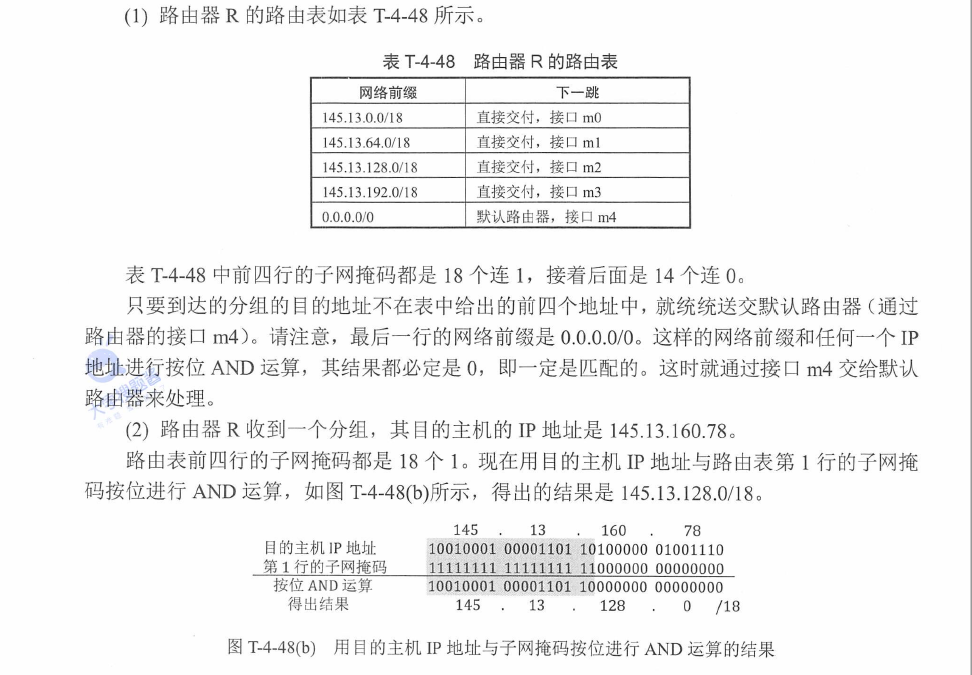 (1) 路由器 R 的路由表如表 T-4-48 所示。
表 T-4-48 路由器 R 的路由表
网络前缀 下一跳
145.13.0.0/18 直接交付，接口 m0
145.13.64.0/18 直接交付，接口 m1
145.13.128.0/18 直接交付，接口 m2
145.13.192.0/18 直接交付，接口 m3
0.0.0.0/0 默认路由器，接口 m4
表 T-4-48 中前四行的子网掩码都是 18 个连 1，接着后面是 14 个连 0。
只要到达的分组的目的地址不在表中给出的前四个地址中，就统统送交默认路由器（通过
路由器的接口 m4）。请注意，最后一行的网络前缀是 0.0.0.0/0。这样的网络前缀和任何一个 IP
地址进行按位 AND 运算，其结果都必定是 0，即一定是匹配的。这时就通过接口 m4 交给默认
路由器来处理。
(2) 路由器 R 收到一个分组，其目的主机的 IP 地址是 145.13.160.78。
路由表前四行的子网掩码都是 18 个 1。现在用目的主机 IP 地址与路由表第 1 行的子网掩
码按位进行 AND 运算，如图 T-4-48(b)所示，得出的结果是 145.13.128.0/18。
145 . 13 . 160 . 78
目的主机 IP 地址 10010001 00001101 10100000 01001110
第 1 行的子网掩码 11111111 11111111 11000000 00000000
按位 AND 运算 10010001 00001101 10000000 00000000
得出结果 145 . 13 . 128 . 0 /18
图 T-4-48(b) 用目的主机 IP 地址与子网掩码按位进行 AND 运算的结果